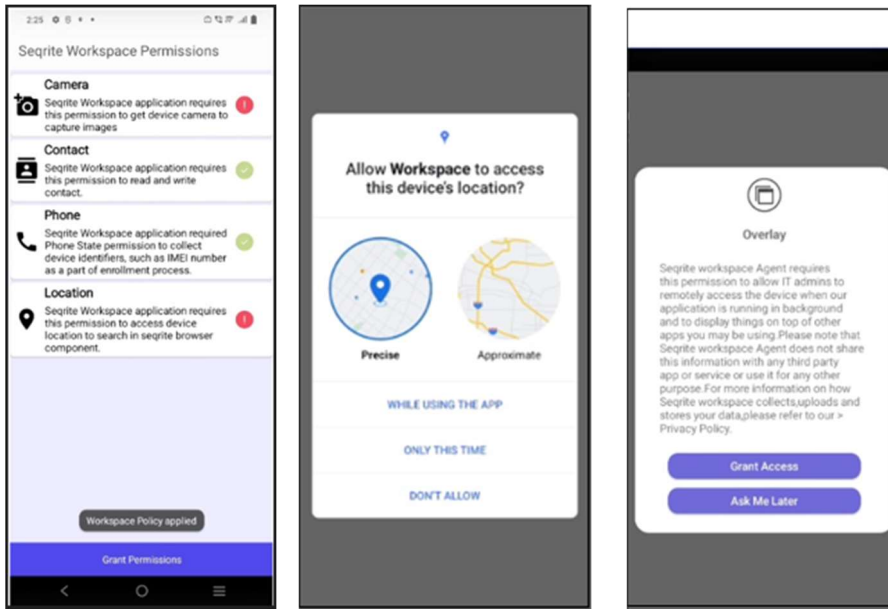 2:25
Seqrite Workspace Permissions
Camera
Seqrite Workspace application requires
this permission to get device camera to
capture images
Contact
Seqrite Workspace application requires
this permission to read and write
contact.
Phone
Seqrite Workspace application required
Phone State permission to collect
device identifiers, such as IMEI number
as a part of enrollment process.
Location
Seqrite Workspace application requires
this permission to access device
location to search in seqrite browser
component.
Workspace Policy applied
Grant Permissions
Allow Workspace to access
this device's location?
Precise
Approximate
WHILE USING THE APP
ONLY THIS TIME
DON'T ALLOW
Overlay
Seqrite workspace Agent requires
this permission to allow IT admins to
remotely access the device when our
application is running in background
and to display things on top of other
apps you may be using.Please note that
Seqrite workspace Agent does not share
this information with any third party
app or service or use it for any other
purpose.For more information on how
Seqrite workspace collects,uploads and
stores your data,please refer to our >
Privacy Policy.
Grant Access
Ask Me Later